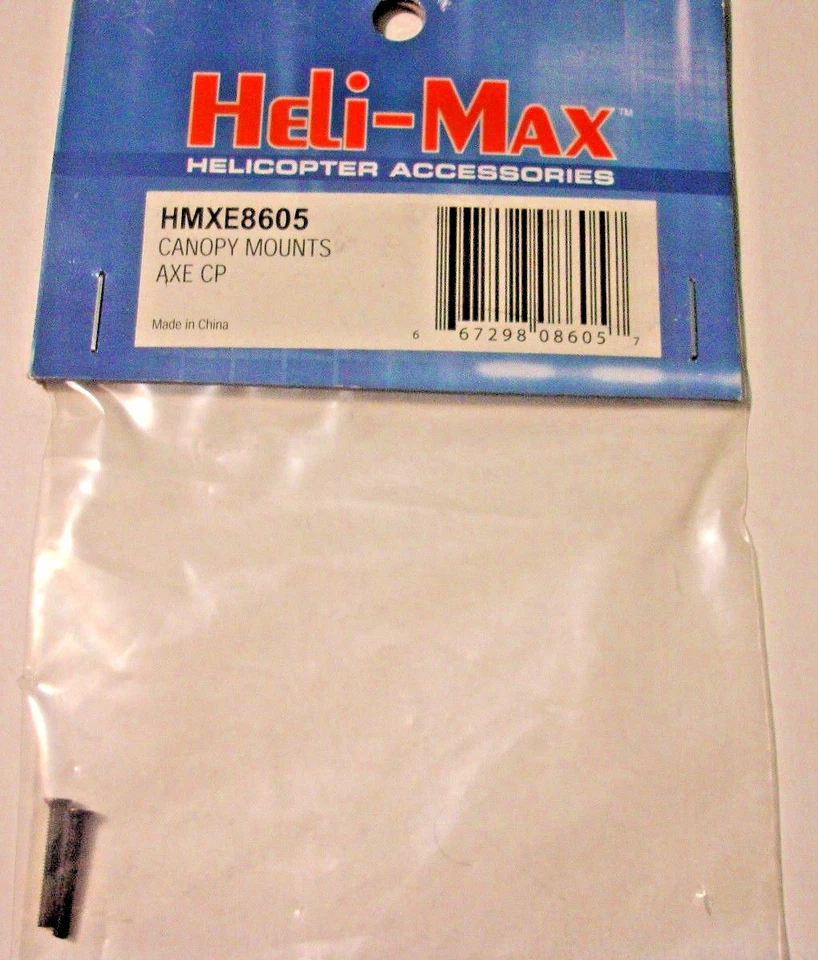 HELI-MAX™
HELICOPTER ACCESSORIES
HMXE8605
CANOPY MOUNTS
AXE CP
Made in China
6 67298 08605 7